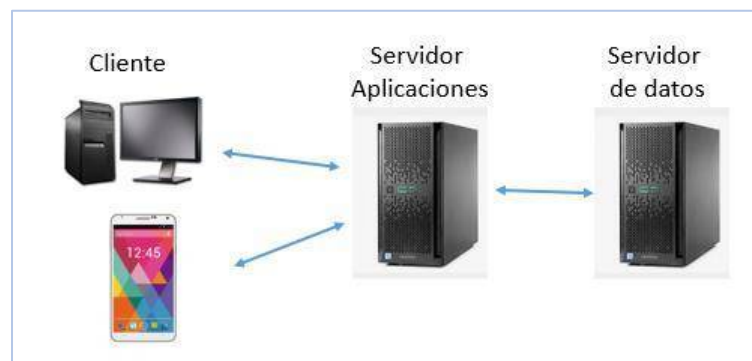 Cliente
Servidor
Aplicaciones
Servidor
de datos
12:45